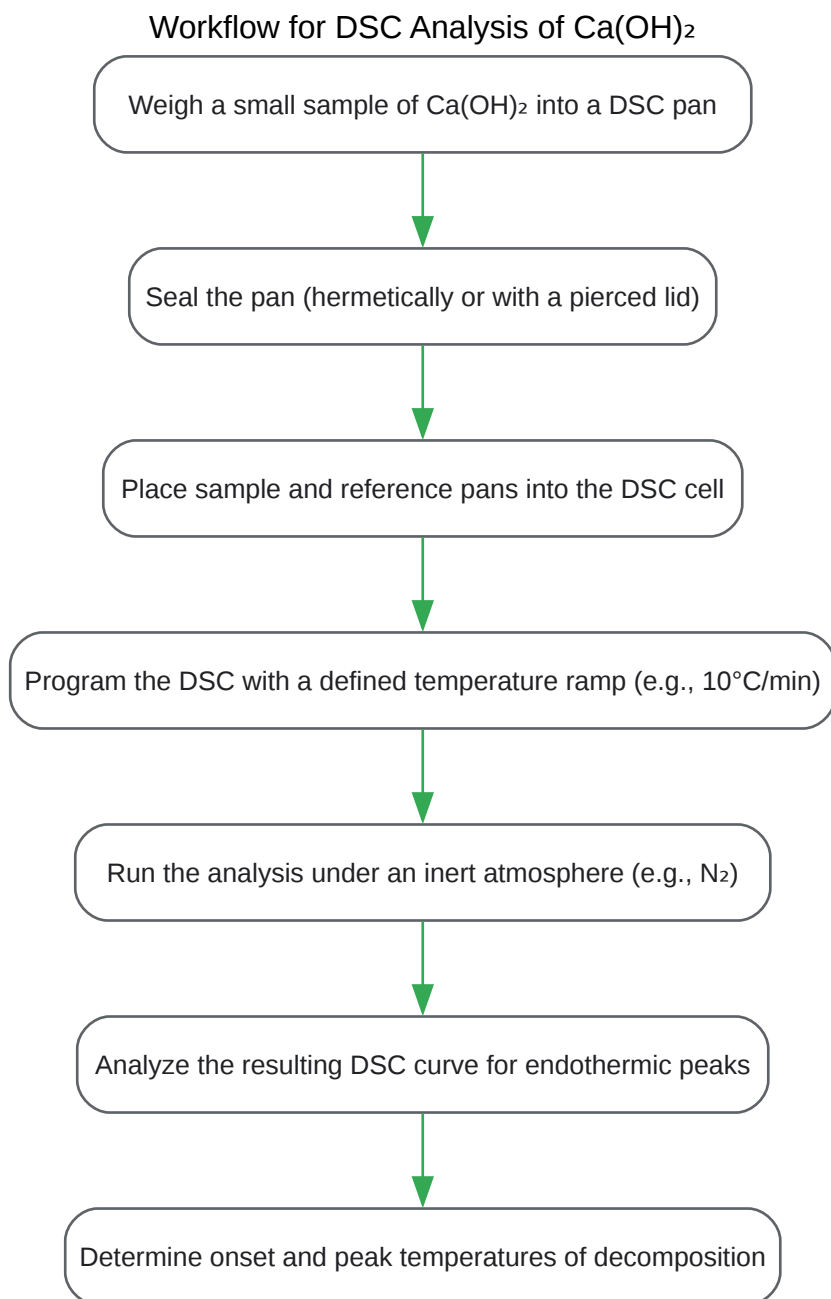 Workflow for DSC Analysis of Ca(OH)₂
Weigh a small sample of Ca(OH)₂ into a DSC pan
Seal the pan (hermetically or with a pierced lid)
Place sample and reference pans into the DSC cell
Program the DSC with a defined temperature ramp (e.g., 10°C/min)
Run the analysis under an inert atmosphere (e.g., N₂)
Analyze the resulting DSC curve for endothermic peaks
Determine onset and peak temperatures of decomposition